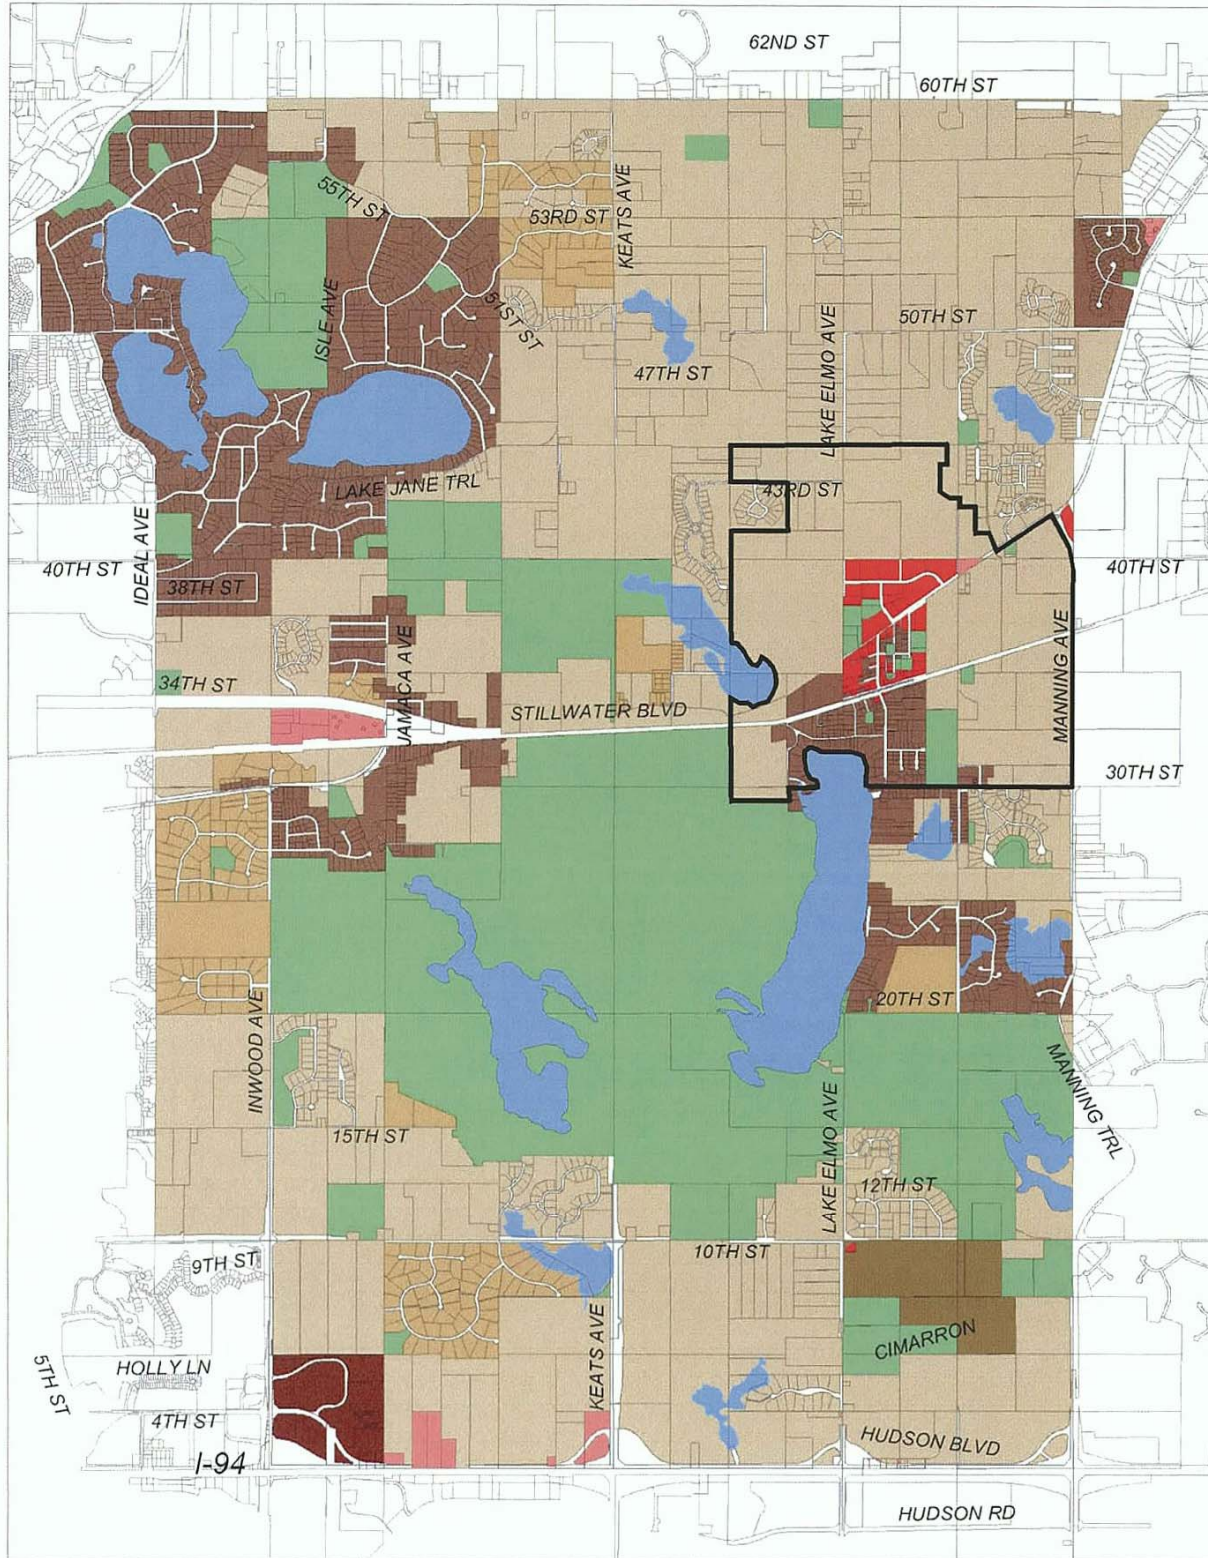 62ND ST
60TH ST
55TH ST
53RD ST
KEATS AVE
51ST ST
ISLE AVE
50TH ST
LAKE ELMO AVE
47TH ST
LAKE JANE TRL
43RD ST
IDEAL AVE
40TH ST
38TH ST
40TH ST
MANNING AVE
JAMACA AVE
34TH ST
STILLWATER BLVD
30TH ST
20TH ST
INWOOD AVE
MANNING TRL
15TH ST
LAKE ELMO AVE
12TH ST
10TH ST
9TH ST
CIMARRON
HOLLY LN
5TH ST
KEATS AVE
4TH ST
HUDSON BLVD
I-94
HUDSON RD